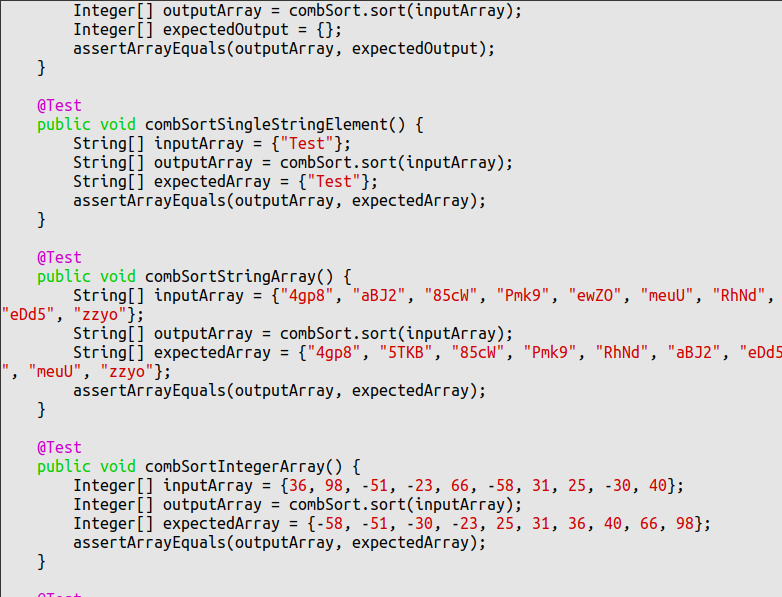 Integer[] outputArray = combSort.sort(inputArray);
Integer[] expectedOutput = {};
assertArrayEquals(outputArray, expectedOutput);
}
@Test
public void combSortSingleStringElement() {
String[] inputArray = {"Test"};
String[] outputArray = combSort.sort(inputArray);
String[] expectedArray = {"Test"};
assertArrayEquals(outputArray, expectedArray);
}
@Test
public void combSortStringArray() {
String[] inputArray = {"4gp8", "aBJ2", "85cW", "Pmk9", "ewZO", "meuU", "RhNd",
"eDd5", "zzyo"};
String[] outputArray = combSort.sort(inputArray);
String[] expectedArray = {"4gp8", "5TKB", "85cW", "Pmk9", "RhNd", "aBJ2", "eDd5
", "meuU", "zzyo"};
assertArrayEquals(outputArray, expectedArray);
}
@Test
public void combSortIntegerArray() {
Integer[] inputArray = {36, 98, -51, -23, 66, -58, 31, 25, -30, 40};
Integer[] outputArray = combSort.sort(inputArray);
Integer[] expectedArray = {-58, -51, -30, -23, 25, 31, 36, 40, 66, 98};
assertArrayEquals(outputArray, expectedArray);
}
@Test